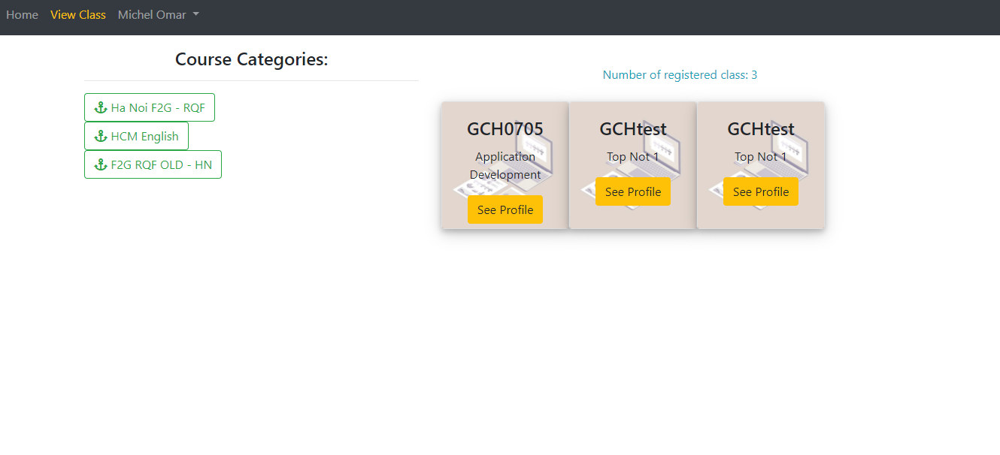 Home View Class Michel Omar
Course Categories:
Ha Noi F2G - RQF
HCM English
F2G RQF OLD - HN
Number of registered class: 3
GCH0705
Application
Development
See Profile
GCHtest
Top Not 1
See Profile
GCHtest
Top Not 1
See Profile